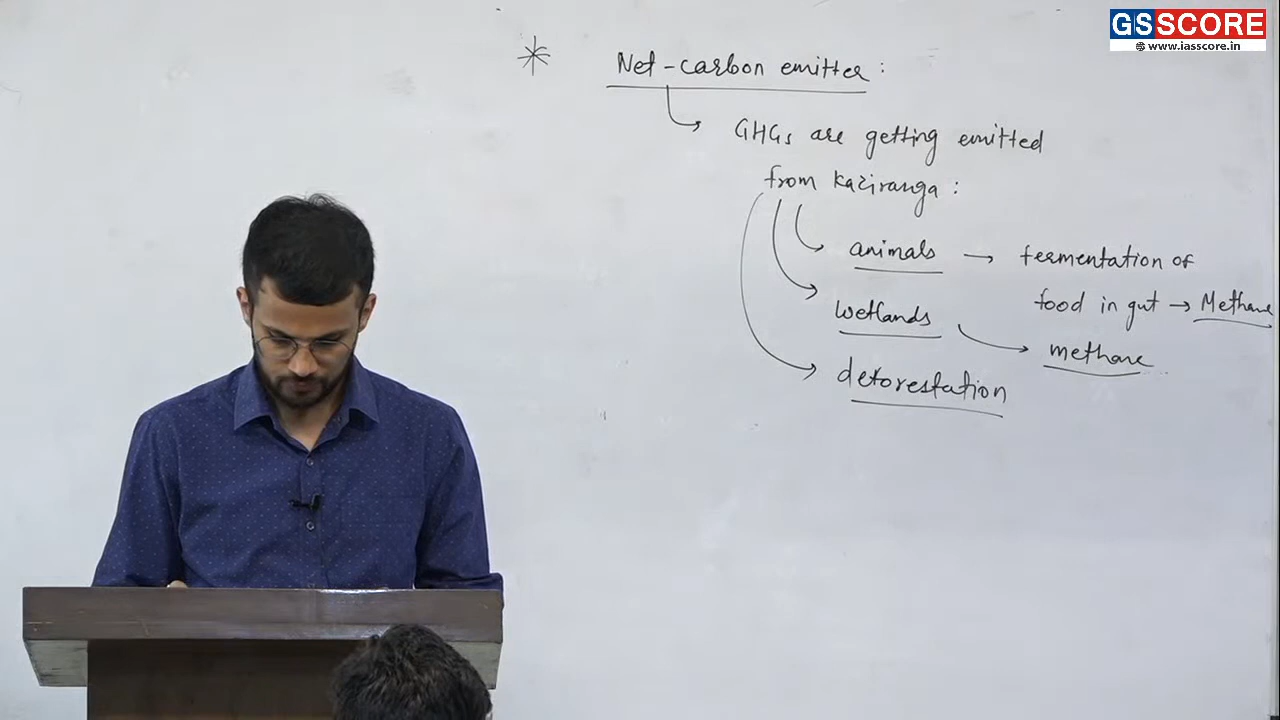 GSSCORE
www.iasscore.in
Net-carbon emitter :
GHGs are getting emitted
from kaziranga :
animals → fermentation of
food in gut → Methane
wetlands
methane
deforestation